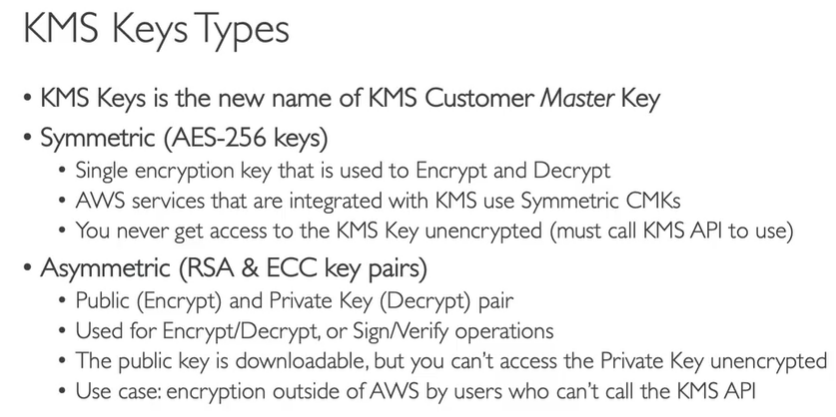 KMS Keys Types
• KMS Keys is the new name of KMS Customer Master Key
• Symmetric (AES-256 keys)
• Single encryption key that is used to Encrypt and Decrypt
• AWS services that are integrated with KMS use Symmetric CMKs
• You never get access to the KMS Key unencrypted (must call KMS API to use)
• Asymmetric (RSA & ECC key pairs)
• Public (Encrypt) and Private Key (Decrypt) pair
• Used for Encrypt/Decrypt, or Sign/Verify operations
• The public key is downloadable, but you can't access the Private Key unencrypted
• Use case: encryption outside of AWS by users who can't call the KMS API